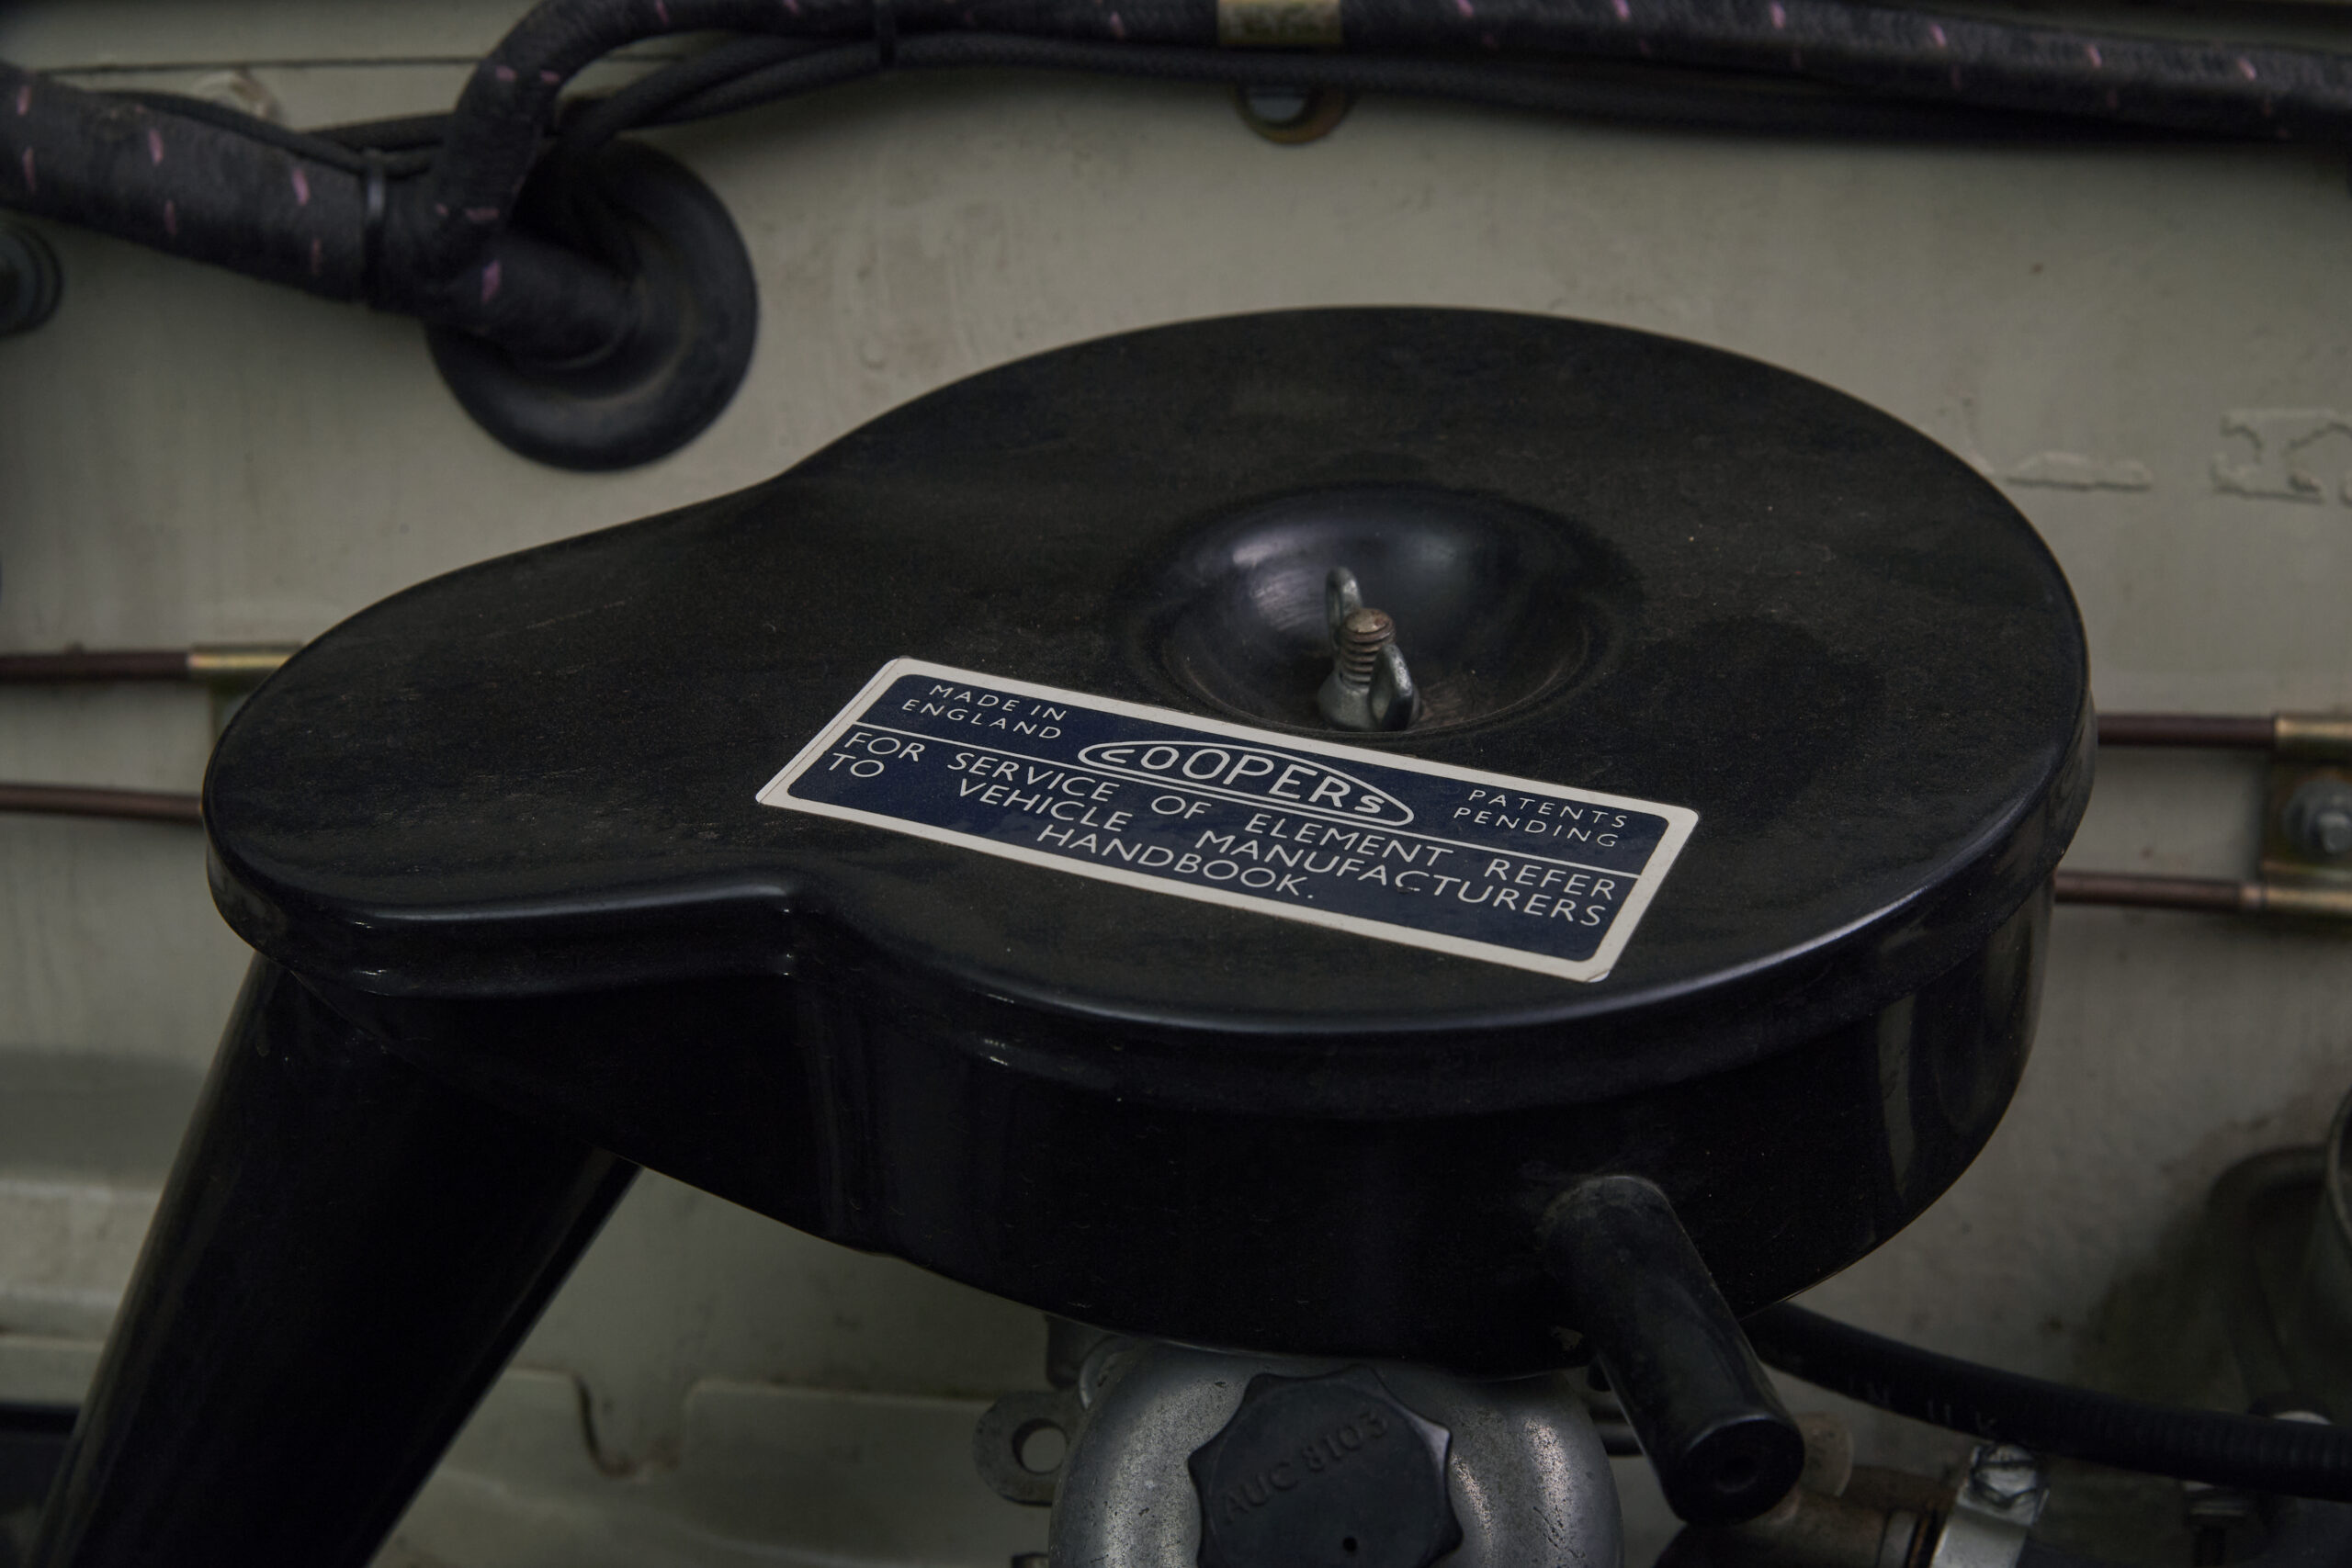 MADE IN
ENGLAND
COOPERS
PATENTS
PENDING
FOR SERVICE OF ELEMENT REFER
TO VEHICLE MANUFACTURERS
HANDBOOK.
AUC 8103